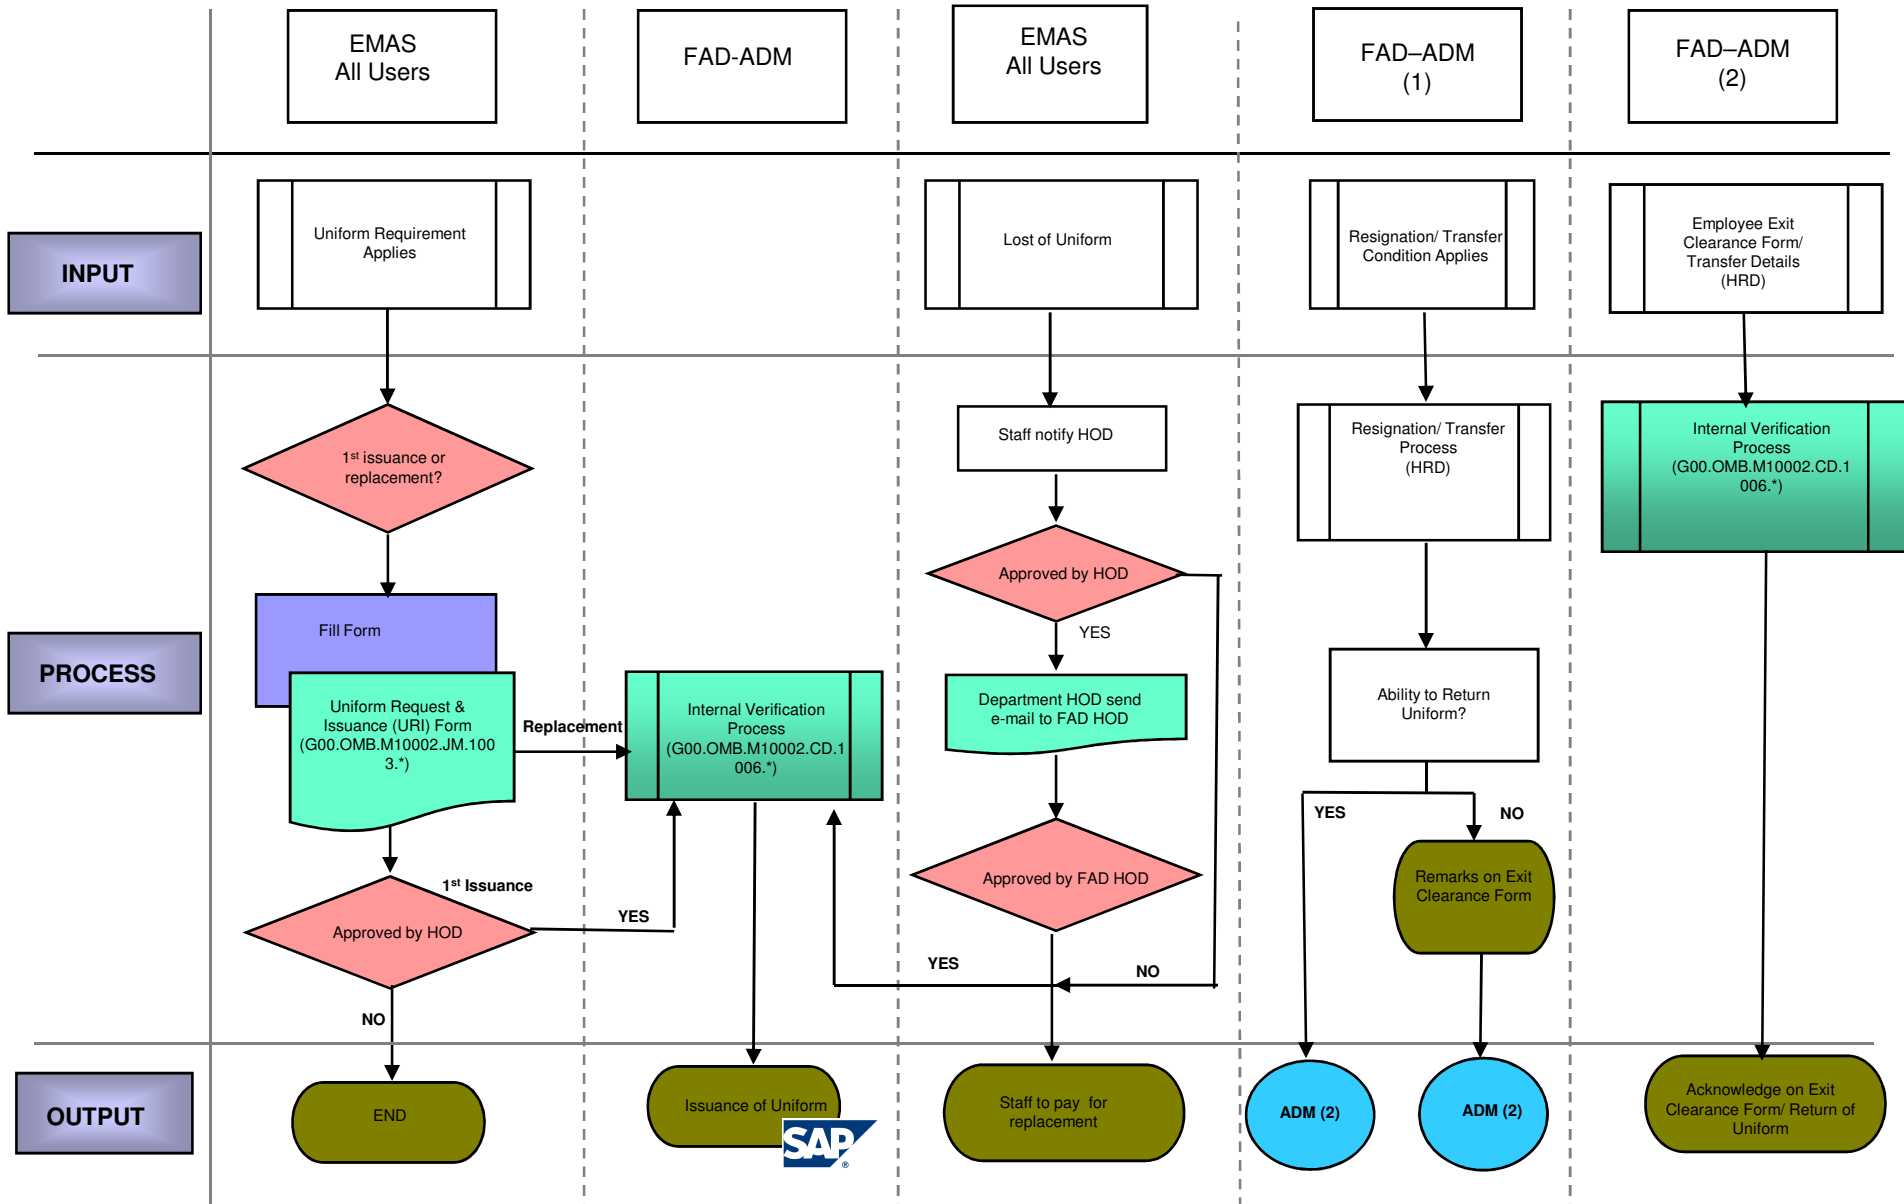 EMAS
All Users
FAD-ADM
EMAS
All Users
FAD–ADM
(1)
FAD–ADM
(2)
INPUT
Uniform Requirement
Applies
Lost of Uniform
Resignation/ Transfer
Condition Applies
Employee Exit
Clearance Form/
Transfer Details
(HRD)
PROCESS
1st issuance or
replacement?
Fill Form
Uniform Request &
Issuance (URI) Form
(G00.OMB.M10002.JM.100
3.*)
Replacement
1st Issuance
Approved by HOD
YES
NO
Internal Verification
Process
(G00.OMB.M10002.CD.1
006.*)
Staff notify HOD
Approved by HOD
YES
Department HOD send
e-mail to FAD HOD
Approved by FAD HOD
YES
NO
Resignation/ Transfer
Process
(HRD)
Ability to Return
Uniform?
YES
NO
Remarks on Exit
Clearance Form
Internal Verification
Process
(G00.OMB.M10002.CD.1
006.*)
OUTPUT
END
Issuance of Uniform
SAP
®
Staff to pay for
replacement
ADM (2)
ADM (2)
Acknowledge on Exit
Clearance Form/ Return of
Uniform